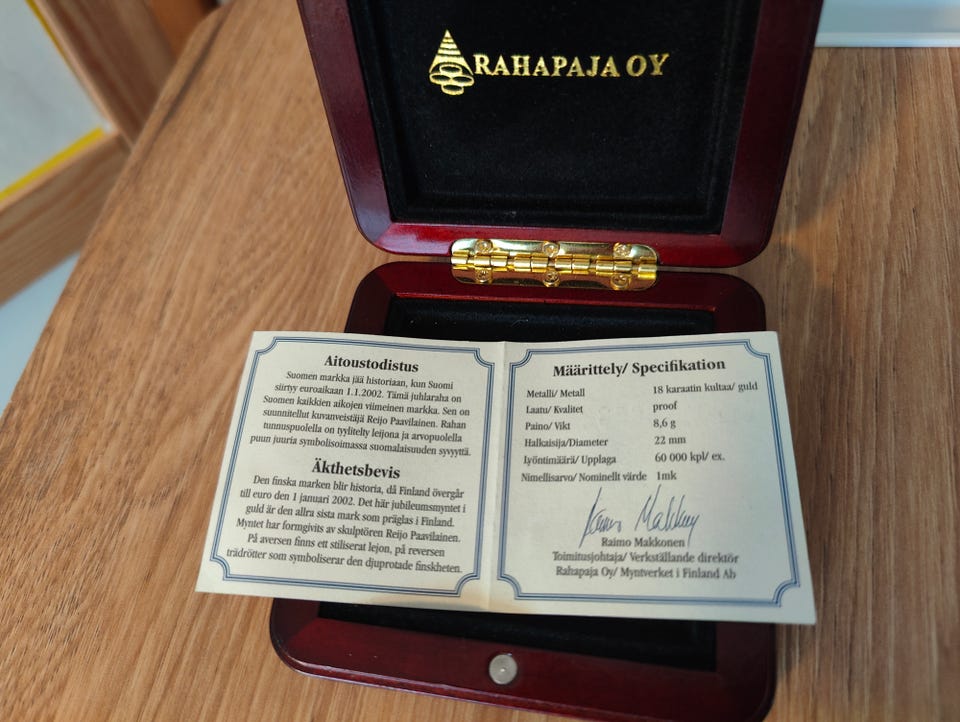 RAHAPAJA OY
Aitoustodistus
Suomen markka jää historiaan, kun Suomi
siirtyy euroaikaan 1.1.2002. Tämä juhlaraha on
Suomen kaikkien aikojen viimeinen markka. Sen on
suunnitellut kuvanveistäjä Reijo Paavilainen. Rahan
tunnuspuolella on tyylitelty leijona ja arvopuolella
puun juuria symbolisoimassa suomalaisuuden syvyyttä.
Äkthetsbevis
Den finska marken blir historia, då Finland övergår
till euro den 1 januari 2002. Det här jubileumsmyntet i
guld är den allra sista mark som präglas i Finland.
Myntet har formgivits av skulptören Reijo Paavilainen.
På aversen finns ett stiliserat lejon, på reversen
trädrötter som symboliserar den djuprotade finskheten.
Määrittely/ Specifikation
Metalli/ Metall 18 karaatin kultaa/ guld
Laatu/ Kvalitet proof
Paino/ Vikt 8,6 g
Halkaisija/Diameter 22 mm
Lyöntimäärä/ Upplaga 60 000 kpl/ ex.
Nimellisarvo/ Nominellt värde 1mk
Raimo Makkonen
Raimo Makkonen
Toimitusjohtaja/ Verkställande direktör
Rahapaja Oy/ Myntverket i Finland Ab